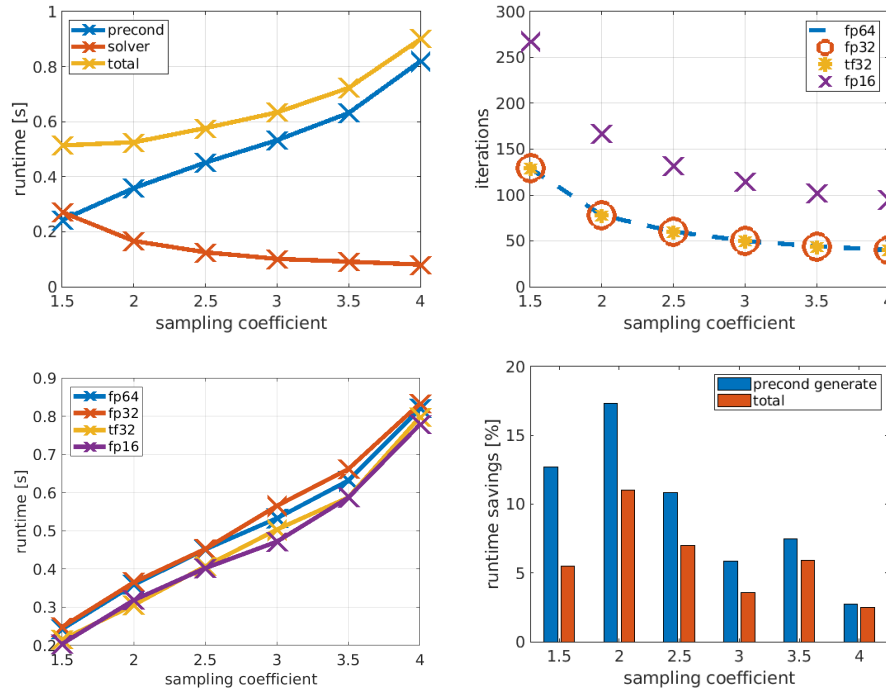 precond
solver
total
1
0.8
0.6
0.4
0.2
0
runtime [s]
1.5 2 2.5 3 3.5 4
sampling coefficient
fp64
fp32
tf32
fp16
300
250
200
150
100
50
0
iterations
1.5 2 2.5 3 3.5 4
sampling coefficient
fp64
fp32
tf32
fp16
0.9
0.8
0.7
0.6
0.5
0.4
0.3
0.2
runtime [s]
1.5 2 2.5 3 3.5 4
sampling coefficient
precond generate
total
20
15
10
5
0
runtime savings [%]
1.5 2 2.5 3 3.5 4
sampling coefficient